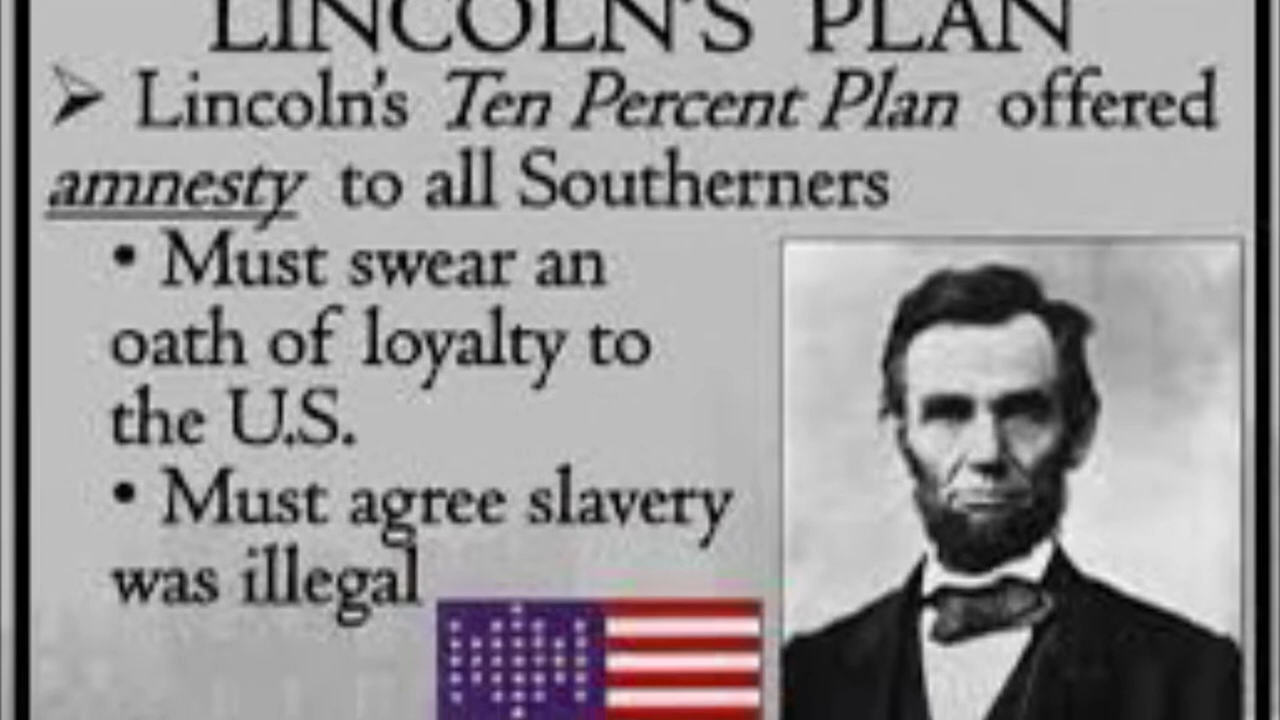 LINCOLN'S PLAN
➢ Lincoln's Ten Percent Plan offered
amnesty to all Southerners
• Must swear an
oath of loyalty to
the U.S.
• Must agree slavery
was illegal